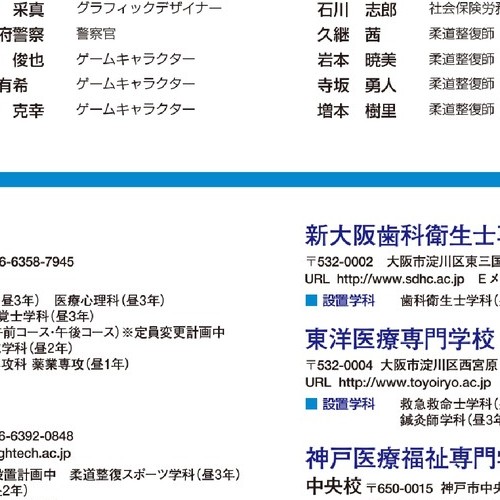 采真 グラフィックデザイナー
府警察 警察官
俊也 ゲームキャラクター
有希 ゲームキャラクター
克幸 ゲームキャラクター
石川 志郎 社会保険労務
久継 茜 柔道整復師
岩本 暁美 柔道整復師
寺坂 勇人 柔道整復師
増本 樹里 柔道整復師
6-6358-7945
(昼3年) 医療心理科(昼3年)
覚士学科(昼3年)
午前コース・午後コース)※定員変更計画中
学科(昼2年)
攻科 薬業専攻(昼1年)
6-6392-0848
ghtech.ac.jp
設置計画中 柔道整復スポーツ学科(昼3年)
2年)
新大阪歯科衛生士
〒532-0002 大阪市淀川区東三国
URL http://www.sdhc.ac.jp Eメ
■ 設置学科 歯科衛生士学科(
東洋医療専門学校
〒532-0004 大阪市淀川区西宮原
URL http://www.toyoiryo.ac.jp
■ 設置学科 救急救命士学科(
鍼灸師学科(昼3年
神戸医療福祉専門
中央校 〒650-0015 神戸市中央